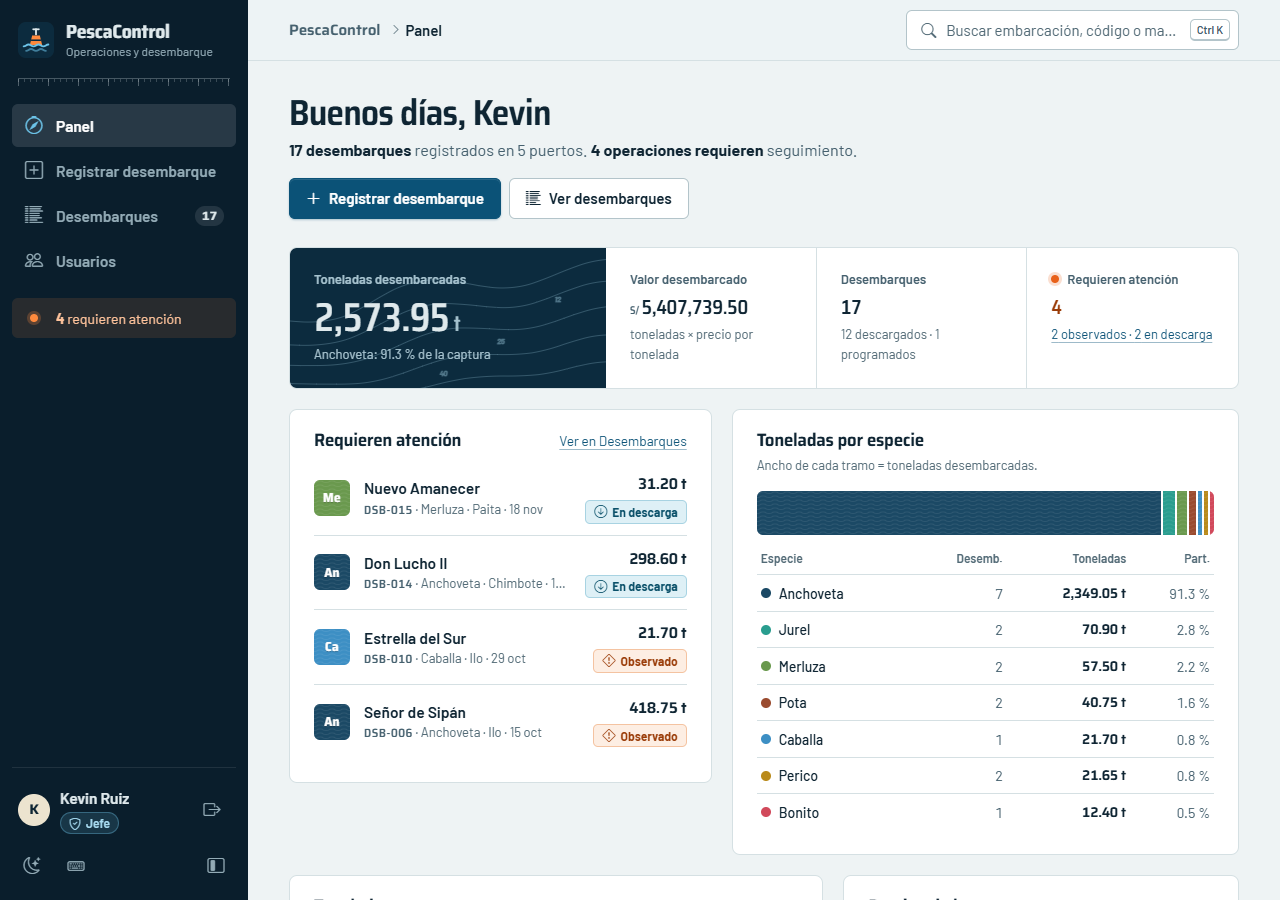 PescaControl
Operaciones y desembarque
Panel
Registrar desembarque
Desembarques 17
Usuarios
4 requieren atención
Kevin Ruiz
Jefe
K
PescaControl > Panel
Buscar embarcación, código o ma... Ctrl K
Buenos días, Kevin
17 desembarques registrados en 5 puertos. 4 operaciones requieren seguimiento.
+ Registrar desembarque
Ver desembarques
Toneladas desembarcadas
2,573.95 t
Anchoveta: 91.3 % de la captura
12
25
40
Valor desembarcado
S/ 5,407,739.50
toneladas × precio por
tonelada
Desembarques
17
12 descargados · 1
programados
Requieren atención
4
2 observados · 2 en descarga
Requieren atención
Ver en Desembarques
Me
Nuevo Amanecer
31.20 t
DSB-015 · Merluza · Paita · 18 nov
En descarga
An
Don Lucho II
298.60 t
DSB-014 · Anchoveta · Chimbote · 1...
En descarga
Ca
Estrella del Sur
21.70 t
DSB-010 · Caballa · Ilo · 29 oct
Observado
An
Señor de Sipán
418.75 t
DSB-006 · Anchoveta · Ilo · 15 oct
Observado
Toneladas por especie
Ancho de cada tramo = toneladas desembarcadas.
Especie Desemb. Toneladas Part.
Anchoveta 7 2,349.05 t 91.3 %
Jurel 2 70.90 t 2.8 %
Merluza 2 57.50 t 2.2 %
Pota 2 40.75 t 1.6 %
Caballa 1 21.70 t 0.8 %
Perico 2 21.65 t 0.8 %
Bonito 1 12.40 t 0.5 %